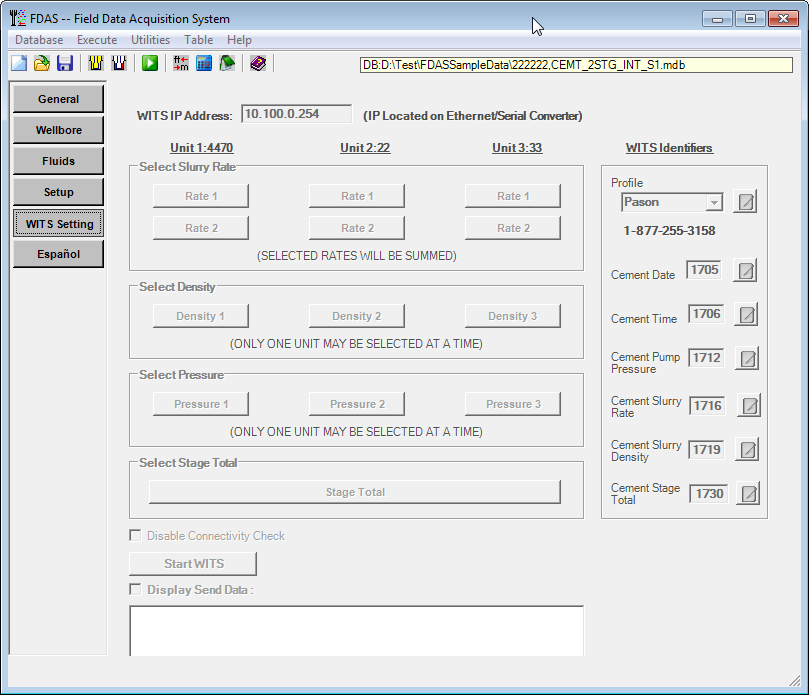 FDAS -- Field Data Acquisition System
Database Execute Utilities Table Help
DB:D:\Test\FDASSampleData\222222,CEMT_2STG_INT_S1.mdb
General
Wellbore
Fluids
Setup
WITS Setting
Español
WITS IP Address: 10.100.0.254 (IP Located on Ethernet/Serial Converter)
Unit 1:4470 Unit 2:22 Unit 3:33
Select Slurry Rate
Rate 1 Rate 1 Rate 1
Rate 2 Rate 2 Rate 2
(SELECTED RATES WILL BE SUMMED)
Select Density
Density 1 Density 2 Density 3
(ONLY ONE UNIT MAY BE SELECTED AT A TIME)
Select Pressure
Pressure 1 Pressure 2 Pressure 3
(ONLY ONE UNIT MAY BE SELECTED AT A TIME)
Select Stage Total
Stage Total
Disable Connectivity Check
Start WITS
Display Send Data :
WITS Identifiers
Profile
Pason
1-877-255-3158
Cement Date 1705
Cement Time 1706
Cement Pump
Pressure 1712
Cement Slurry
Rate 1716
Cement Slurry
Density 1719
Cement Stage
Total 1730